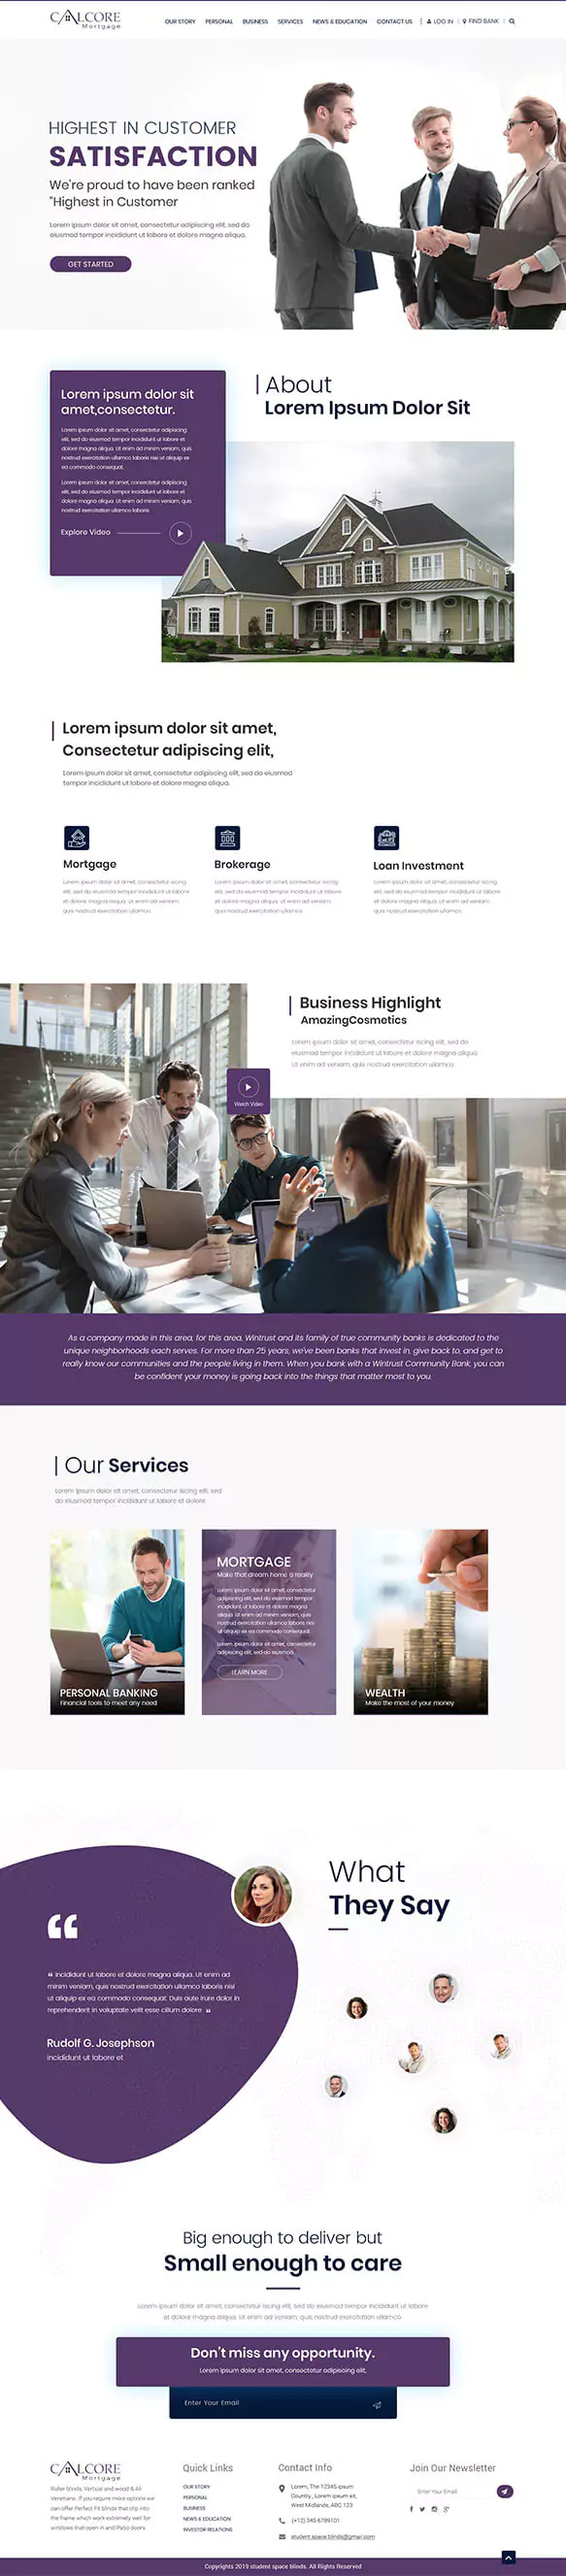 CALCORE
Mortgage
OUR STORY PERSONAL BUSINESS SERVICES NEWS & EDUCATION CONTACT US | LOG IN | FIND BANK |
HIGHEST IN CUSTOMER
SATISFACTION
We're proud to have been ranked
"Highest in Customer
Lorem ipsum dolor sit amet, consectetur adipiscing elit, sed do
eiusmod tempor incididunt ut labore et dolore magna aliqua.
GET STARTED
About
Lorem Ipsum Dolor Sit
Lorem ipsum dolor sit
amet,consectetur.
Lorem ipsum dolor sit amet, consectetur adipiscing
elit, sed do eiusmod tempor incididunt ut labore et
dolore magna aliqua. Ut enim ad minim veniam, quis
nostrud exercitation ullamco laboris nisi ut aliquip ex
ea commodo consequat.
Lorem ipsum dolor sit amet, consectetur adipiscing
elit, sed do eiusmod tempor incididunt ut labore et
dolore magna aliqua. Ut enim ad minim veniam, quis
nostrud exercitation ullamco laboris
Explore Video
Lorem ipsum dolor sit amet,
Consectetur adipiscing elit,
Lorem ipsum dolor sit amet, consectetur adipiscing elit, sed do eiusmod
tempor incididunt ut labore et dolore magna aliqua.
Mortgage
Lorem ipsum dolor sit amet, consectetur iscing
elit, sed do eiusmod tempor incididunt ut labore
et dolore magna aliqua. Ut enim ad veniam,
quis nostrud exercitation ullamco
Brokerage
Lorem ipsum dolor sit amet, consectetur iscing
elit, sed do eiusmod tempor incididunt ut labore
et dolore magna aliqua. Ut enim ad veniam,
quis nostrud exercitation ullamco
Loan Investment
Lorem ipsum dolor sit amet, consectetur iscing
elit, sed do eiusmod tempor incididunt ut labore
et dolore magna aliqua. Ut enim ad veniam,
quis nostrud exercitation ullamco
Business Highlight
AmazingCosmetics
Lorem ipsum dolor sit amet, consectetur iscing elit, sed do
eiusmod tempor incididunt ut labore et dolore magna aliqua.
Ut enim ad veniam, quis nostrud exercitation ullamco
Watch Video
As a company made in this area, for this area, Wintrust and its family of true community banks is dedicated to the
unique neighborhoods each serves. For more than 25 years, we've been banks that invest in, give back to, and get to
really know our communities and the people living in them. When you bank with a Wintrust Community Bank, you can
be confident your money is going back into the things that matter most to you.
Our Services
Lorem ipsum dolor sit amet, consectetur iscing elit, sed
do eiusmod tempor incididunt ut labore et dolore
PERSONAL BANKING
Financial tools to meet any need
MORTGAGE
Make that dream home a reality
Lorem ipsum dolor sit amet, consectetur
adipiscing elit, sed do eiusmod tempor
incididunt ut labore et dolore magna
aliqua. Ut enim ad minim veniam, quis
nostrud exercitation ullamco laboris nisi
ut aliquip ex ea commodo consequat
Lorem ipsum dolor sit amet, consectetur
adipiscing elit, sed do eiusmod
LEARN MORE
WEALTH
Make the most of your money
What
They Say
“ incididunt ut labore et dolore magna aliqua. Ut enim ad
minim veniam, quis nostrud exercitation ullamco laboris nisi
ut aliquip ex ea commodo consequat. Duis aute irure dolor in
reprehenderit in voluptate velit esse cillum dolore ”
Rudolf G. Josephson
incididunt ut labore et
Big enough to deliver but
Small enough to care
Lorem ipsum dolor sit amet, consectetur iscing elit, sed do eiusmod tempor incididunt ut labore
et dolore magna aliqua. Ut enim ad veniam, quis nostrud exercitation ullamco
Don't miss any opportunity.
Lorem ipsum dolor sit amet, consectetur adipiscing elit,
Enter Your Email
CALCORE
Mortgage
Roller blinds, Vertical and wood & Ali
Venetians. If you require more options we
can offer Perfect Fit blinds that clip into
the frame which work extremely well for
windows that open in and Patio doors
Quick Links
OUR STORY
PERSONAL
BUSINESS
NEWS & EDUCATION
INVESTOR RELATIONS
Contact Info
Lorem, The 12345 ipsum
Country, Lorem ipsum sit,
West Midlands, ABC 123
(+12) 345 6789101
student.space.blinds@gmail.com
Join Our Newsletter
Enter Your Email
Copyrights 2019 student space blinds. All Rights Reserved